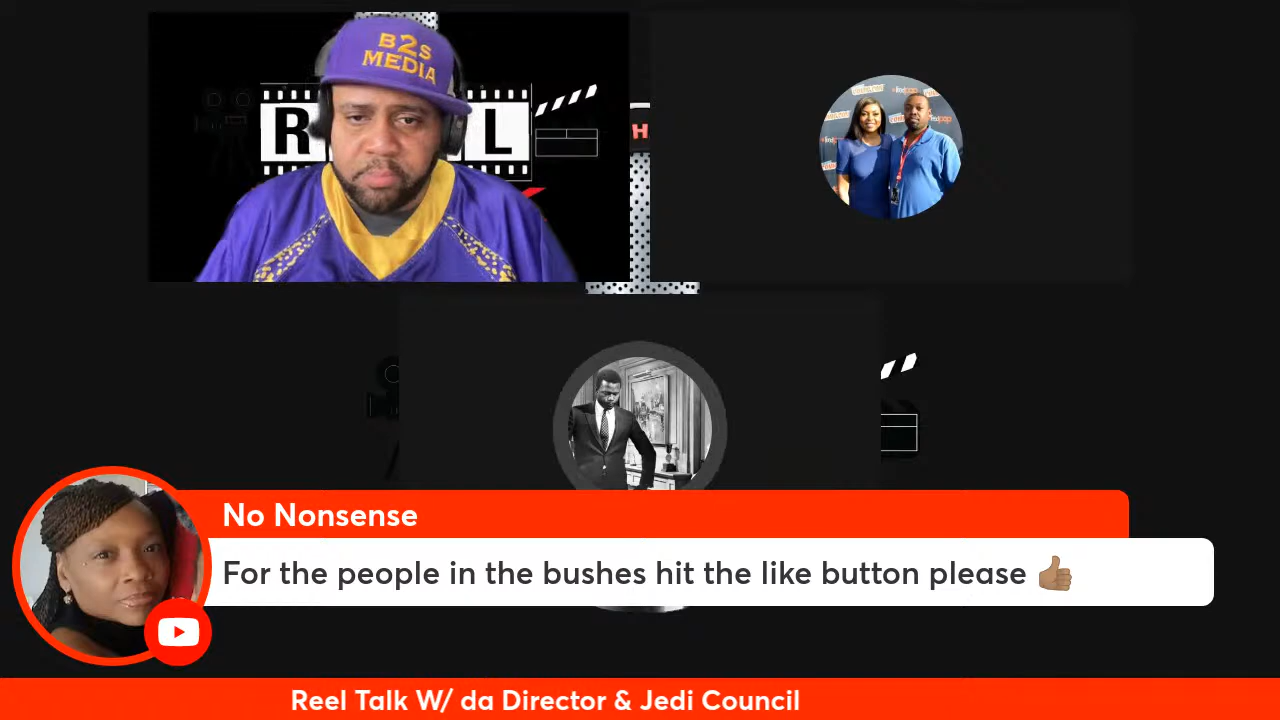 B2S
MEDIA
R L
H
No Nonsense
For the people in the bushes hit the like button please 👍🏽
Reel Talk W/ da Director & Jedi Council